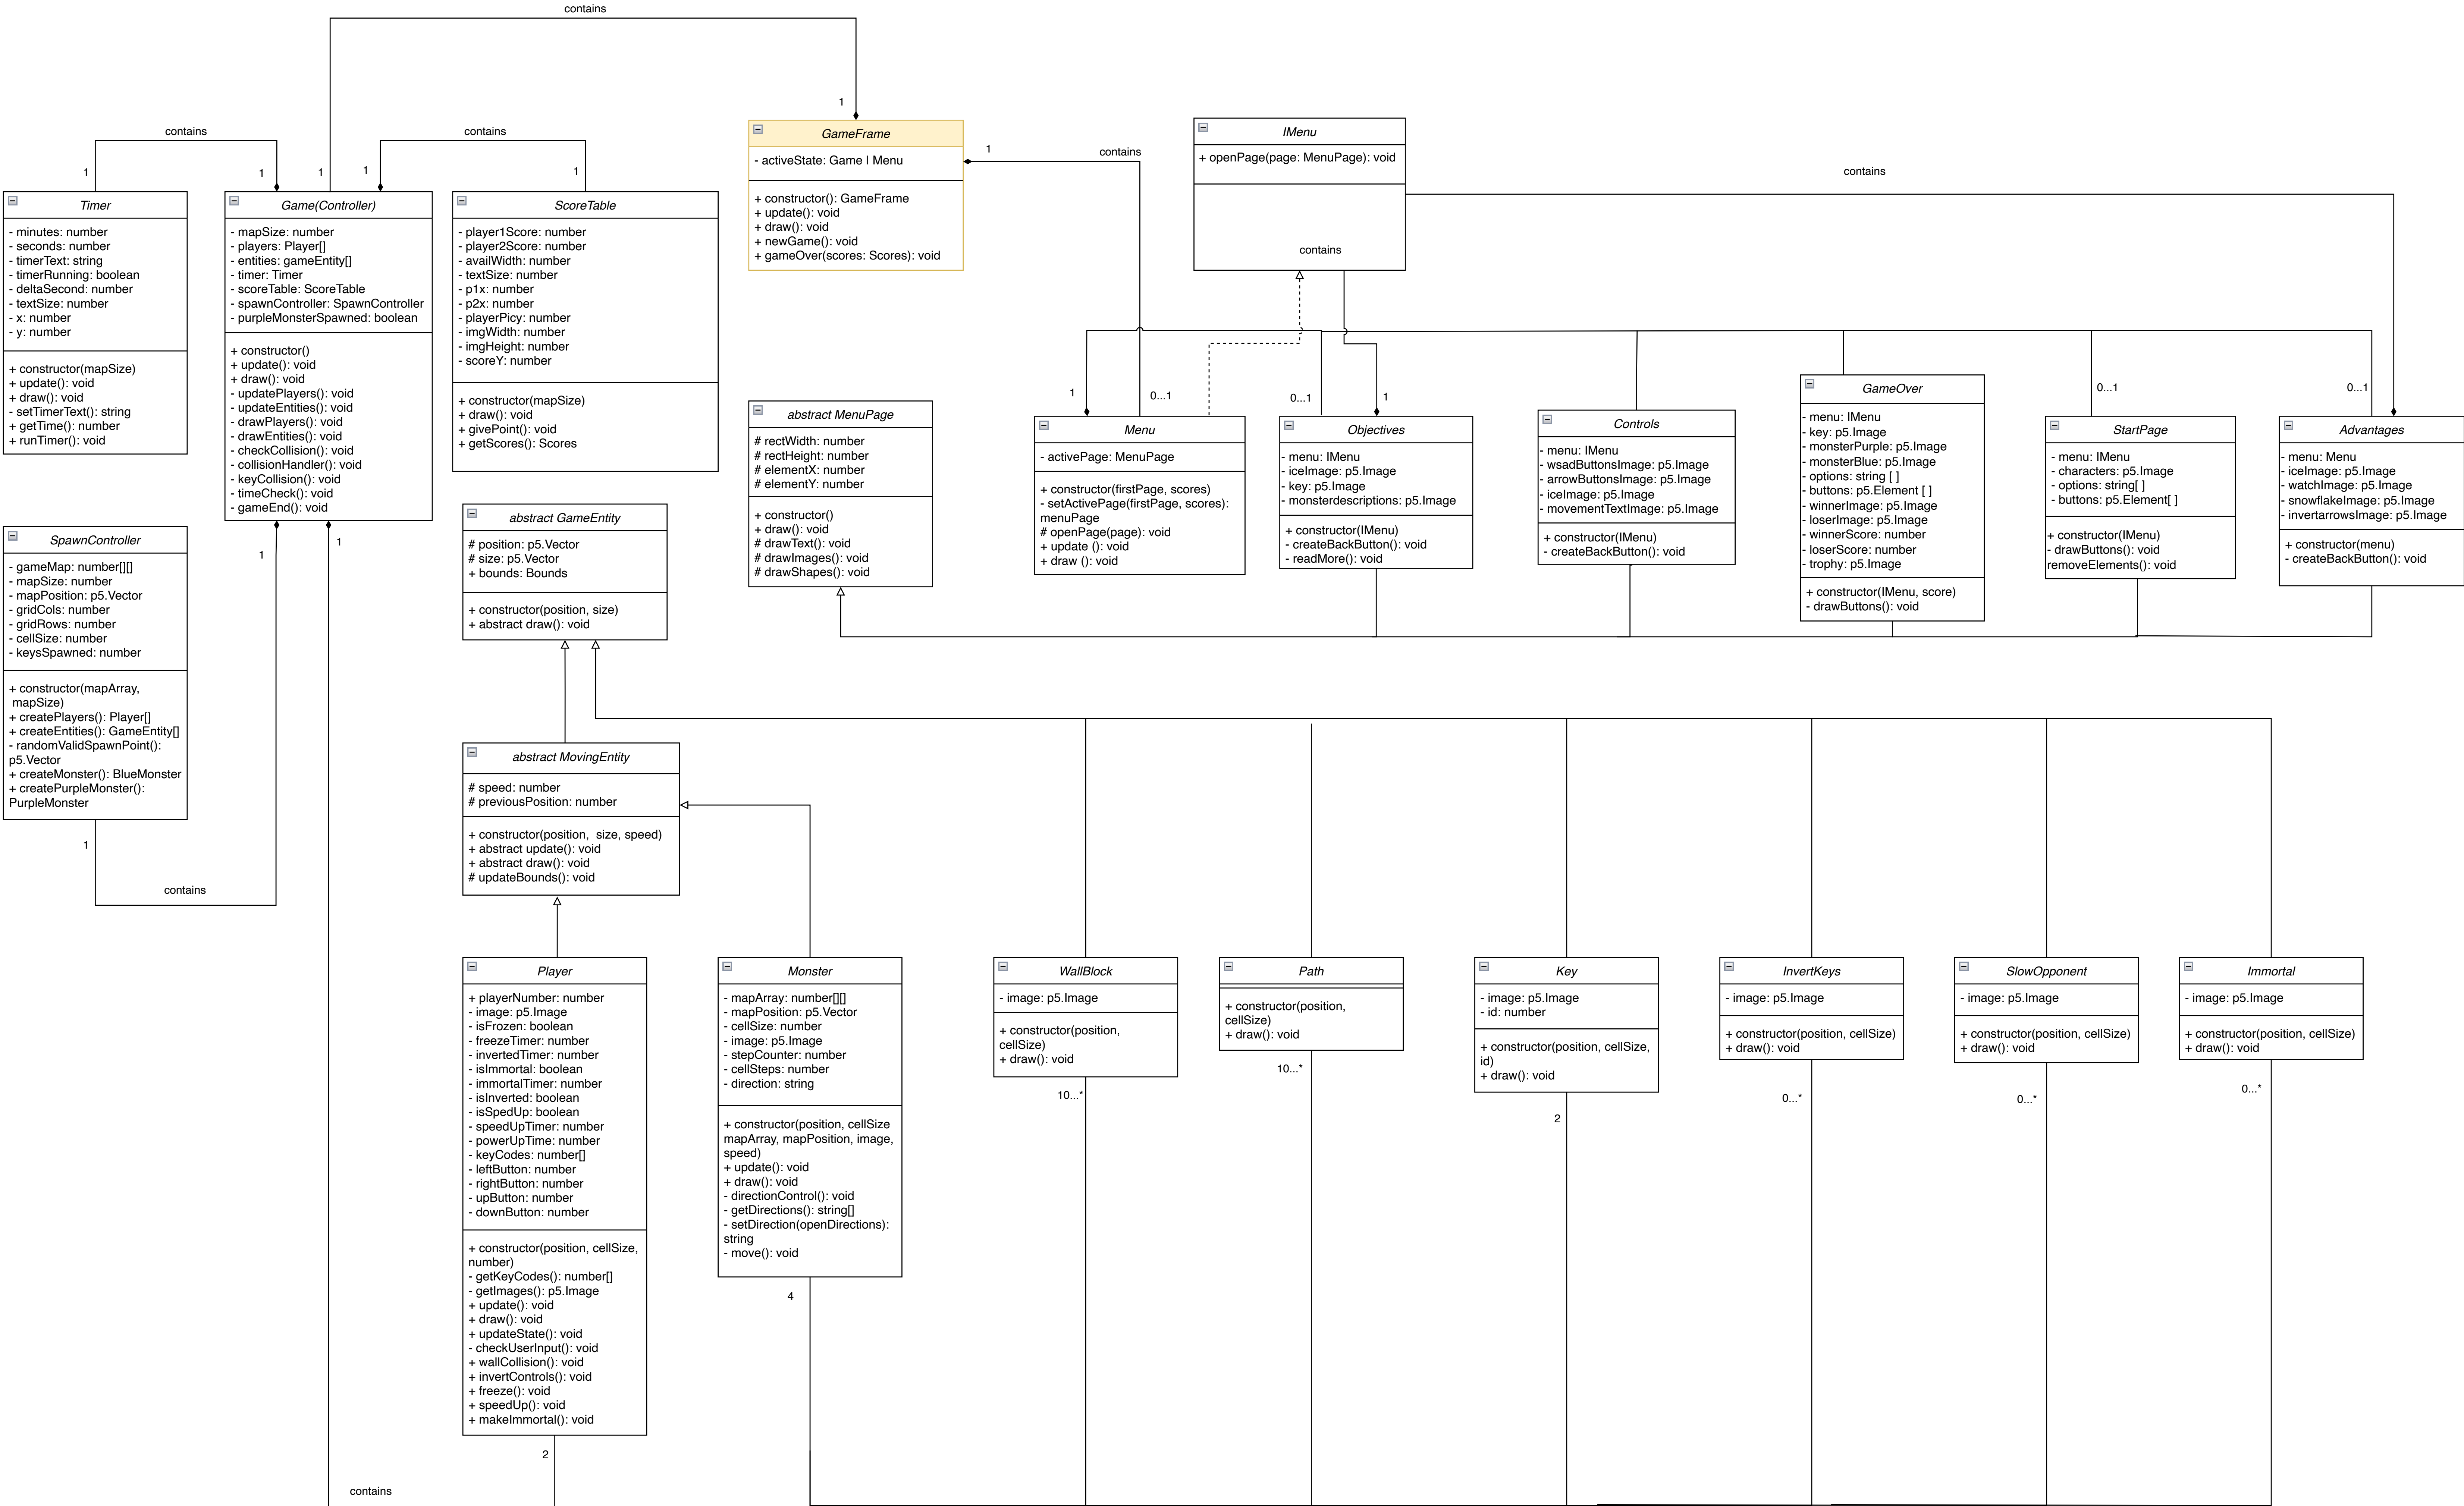 contains
1
contains
contains
1
1
1
1
1
GameFrame
- activeState: Game | Menu
+ constructor(): GameFrame
+ update(): void
+ draw(): void
+ newGame(): void
+ gameOver(scores: Scores): void
1
contains
IMenu
+ openPage(page: MenuPage): void
contains
contains
Timer
- minutes: number
- seconds: number
- timerText: string
- timerRunning: boolean
- deltaSecond: number
- textSize: number
- x: number
- y: number
+ constructor(mapSize)
+ update(): void
+ draw(): void
- setTimerText(): string
+ getTime(): number
+ runTimer(): void
Game(Controller)
- mapSize: number
- players: Player[]
- entities: gameEntity[]
- timer: Timer
- scoreTable: ScoreTable
- spawnController: SpawnController
- purpleMonsterSpawned: boolean
+ constructor()
+ update(): void
+ draw(): void
- updatePlayers(): void
- updateEntities(): void
- drawPlayers(): void
- drawEntities(): void
- checkCollision(): void
- collisionHandler(): void
- keyCollision(): void
- timeCheck(): void
- gameEnd(): void
1
1
ScoreTable
- player1Score: number
- player2Score: number
- availWidth: number
- textSize: number
- p1x: number
- p2x: number
- playerPicy: number
- imgWidth: number
- imgHeight: number
- scoreY: number
+ constructor(mapSize)
+ draw(): void
+ givePoint(): void
+ getScores(): Scores
abstract MenuPage
# rectWidth: number
# rectHeight: number
# elementX: number
# elementY: number
+ constructor()
+ draw(): void
# drawText(): void
# drawImages(): void
# drawShapes(): void
1
0...1
Menu
- activePage: MenuPage
+ constructor(firstPage, scores)
- setActivePage(firstPage, scores):
menuPage
# openPage(page): void
+ update (): void
+ draw (): void
0...1
1
Objectives
- menu: IMenu
- iceImage: p5.Image
- key: p5.Image
- monsterdescriptions: p5.Image
+ constructor(IMenu)
- createBackButton(): void
- readMore(): void
Controls
- menu: IMenu
- wsadButtonsImage: p5.Image
- arrowButtonsImage: p5.Image
- iceImage: p5.Image
- movementTextImage: p5.Image
+ constructor(IMenu)
- createBackButton(): void
GameOver
- menu: IMenu
- key: p5.Image
- monsterPurple: p5.Image
- monsterBlue: p5.Image
- options: string [ ]
- buttons: p5.Element [ ]
- winnerImage: p5.Image
- loserImage: p5.Image
- winnerScore: number
- loserScore: number
- trophy: p5.Image
+ constructor(IMenu, score)
- drawButtons(): void
0...1
StartPage
- menu: IMenu
- characters: p5.Image
- options: string[ ]
- buttons: p5.Element[ ]
+ constructor(IMenu)
- drawButtons(): void
removeElements(): void
0...1
Advantages
- menu: Menu
- iceImage: p5.Image
- watchImage: p5.Image
- snowflakeImage: p5.Image
- invertarrowsImage: p5.Image
+ constructor(menu)
- createBackButton(): void
SpawnController
- gameMap: number[][]
- mapSize: number
- mapPosition: p5.Vector
- gridCols: number
- gridRows: number
- cellSize: number
- keysSpawned: number
+ constructor(mapArray,
mapSize)
+ createPlayers(): Player[]
+ createEntities(): GameEntity[]
- randomValidSpawnPoint():
p5.Vector
+ createMonster(): BlueMonster
+ createPurpleMonster():
PurpleMonster
1
contains
abstract GameEntity
# position: p5.Vector
# size: p5.Vector
+ bounds: Bounds
+ constructor(position, size)
+ abstract draw(): void
abstract MovingEntity
# speed: number
# previousPosition: number
+ constructor(position, size, speed)
+ abstract update(): void
+ abstract draw(): void
# updateBounds(): void
Player
+ playerNumber: number
- image: p5.Image
- isFrozen: boolean
- freezeTimer: number
- invertedTimer: number
- isImmortal: boolean
- immortalTimer: number
- isInverted: boolean
- isSpedUp: boolean
- speedUpTimer: number
- powerUpTime: number
- keyCodes: number[]
- leftButton: number
- rightButton: number
- upButton: number
- downButton: number
+ constructor(position, cellSize,
number)
- getKeyCodes(): number[]
- getImages(): p5.Image
+ update(): void
+ draw(): void
+ updateState(): void
- checkUserInput(): void
+ wallCollision(): void
+ invertControls(): void
+ freeze(): void
+ speedUp(): void
+ makeImmortal(): void
2
contains
Monster
- mapArray: number[][]
- mapPosition: p5.Vector
- cellSize: number
- image: p5.Image
- stepCounter: number
- cellSteps: number
- direction: string
+ constructor(position, cellSize
mapArray, mapPosition, image,
speed)
+ update(): void
+ draw(): void
- directionControl(): void
- getDirections(): string[]
- setDirection(openDirections):
string
- move(): void
4
WallBlock
- image: p5.Image
+ constructor(position,
cellSize)
+ draw(): void
10...*
Path
+ constructor(position,
cellSize)
+ draw(): void
10...*
Key
- image: p5.Image
- id: number
+ constructor(position, cellSize,
id)
+ draw(): void
2
InvertKeys
- image: p5.Image
+ constructor(position, cellSize)
+ draw(): void
0...*
SlowOpponent
- image: p5.Image
+ constructor(position, cellSize)
+ draw(): void
0...*
Immortal
- image: p5.Image
+ constructor(position, cellSize)
+ draw(): void
0...*